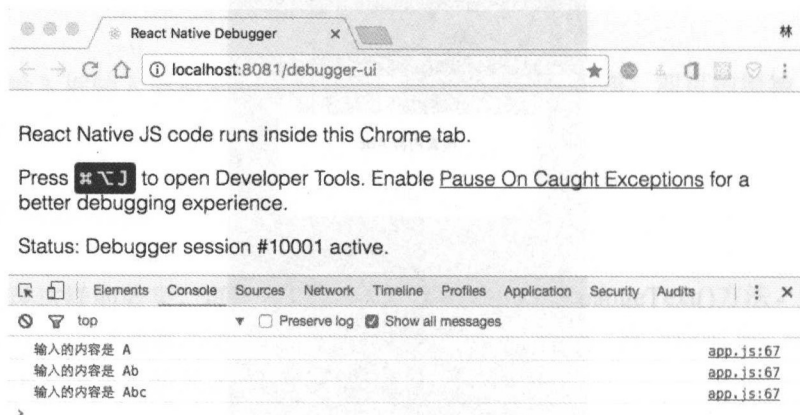 React Native Debugger
林
localhost:8081/debugger-ui
React Native JS code runs inside this Chrome tab.
Press ⌘⌥J to open Developer Tools. Enable Pause On Caught Exceptions for a
better debugging experience.
Status: Debugger session #10001 active.
Elements Console Sources Network Timeline Profiles Application Security Audits
top Preserve log Show all messages
输入的内容是 A app.js:67
输入的内容是 Ab app.js:67
输入的内容是 Abc app.js:67